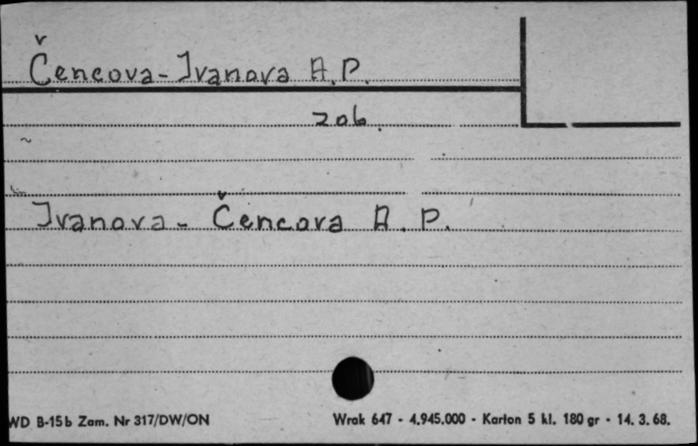 Čencova-Ivanova A.P.
zob.
Ivanova- Čencova A. P.
WD B-15b Zam. Nr 317/DW/ON Wrak 647 - 4.945.000 - Karton 5 kl. 180 gr - 14. 3. 68.